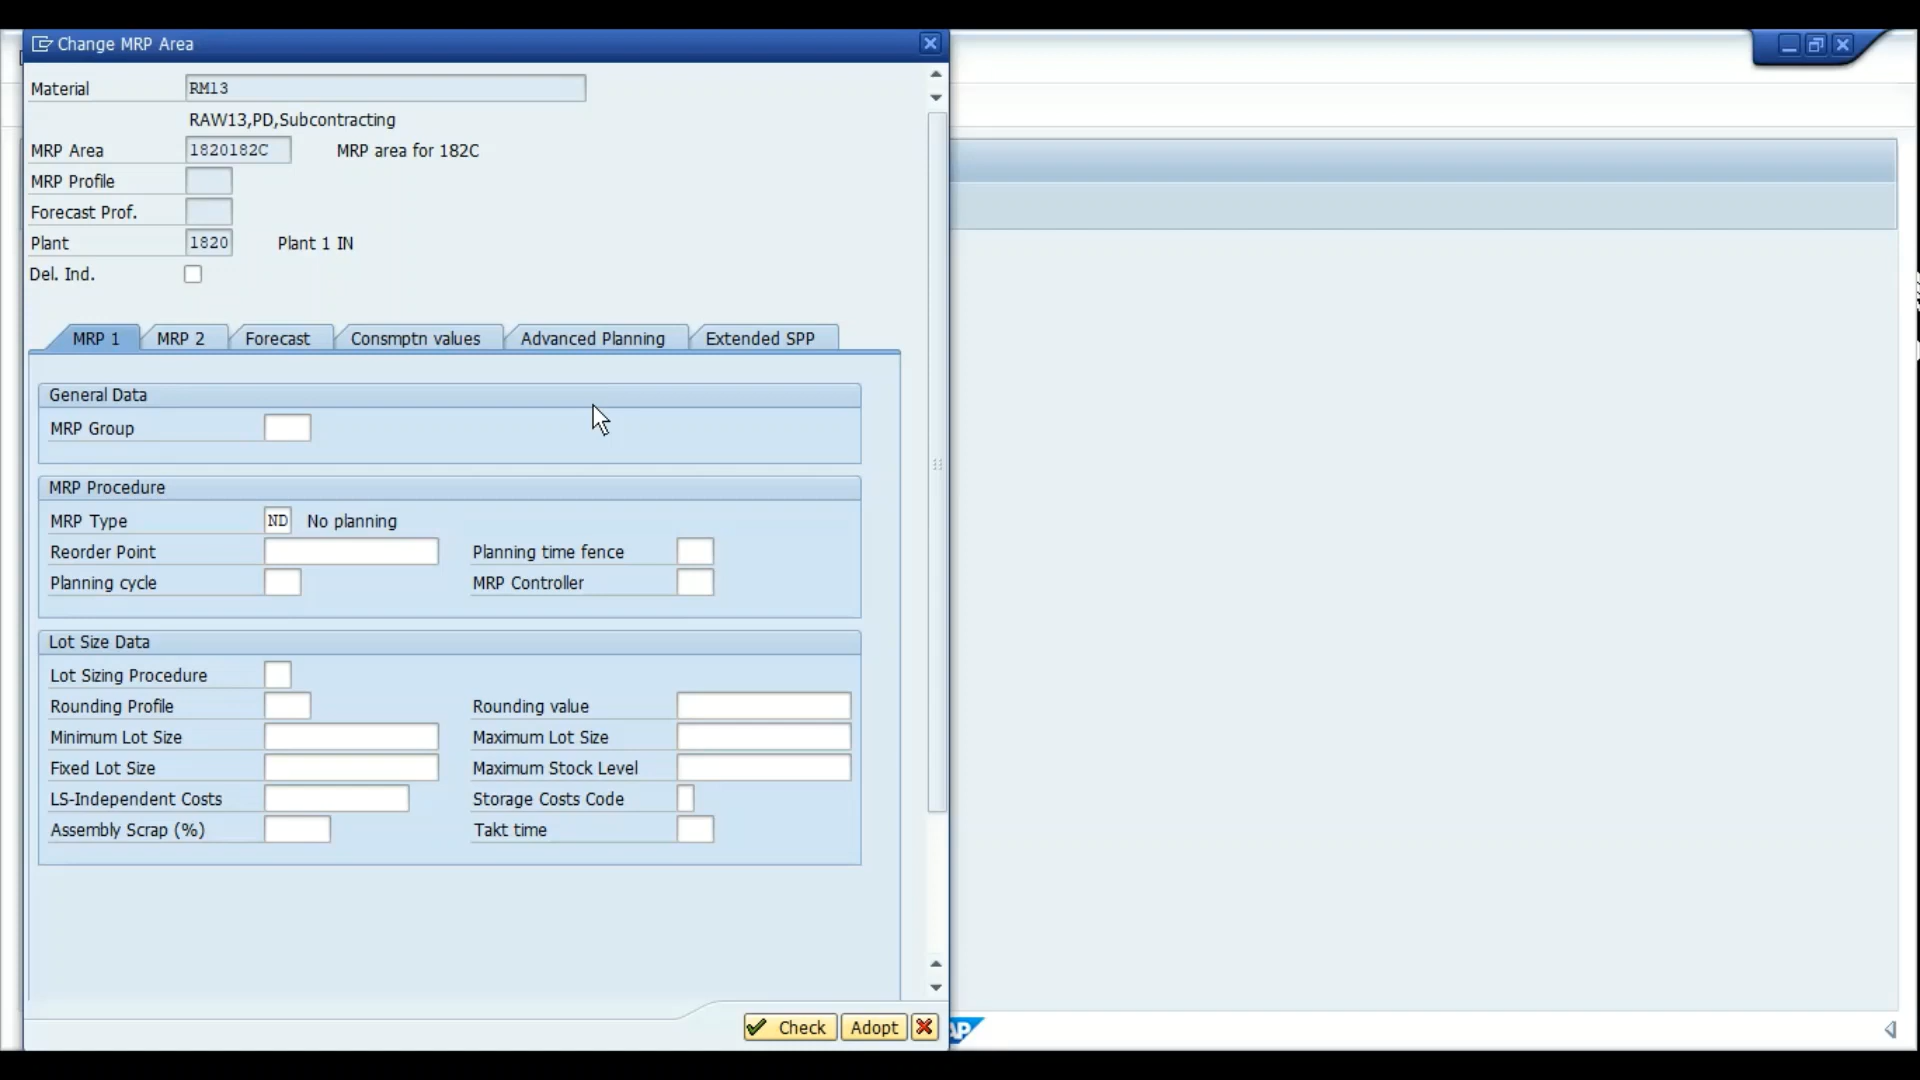 Change MRP Area
Material RM13
RAW13,PD,Subcontracting
MRP Area 1820182C MRP area for 182C
MRP Profile
Forecast Prof.
Plant 1820 Plant 1 IN
Del. Ind.
MRP 1 MRP 2 Forecast Consmptn values Advanced Planning Extended SPP
General Data
MRP Group
MRP Procedure
MRP Type ND No planning
Reorder Point Planning time fence
Planning cycle MRP Controller
Lot Size Data
Lot Sizing Procedure
Rounding Profile Rounding value
Minimum Lot Size Maximum Lot Size
Fixed Lot Size Maximum Stock Level
LS-Independent Costs Storage Costs Code
Assembly Scrap (%) Takt time
Check Adopt